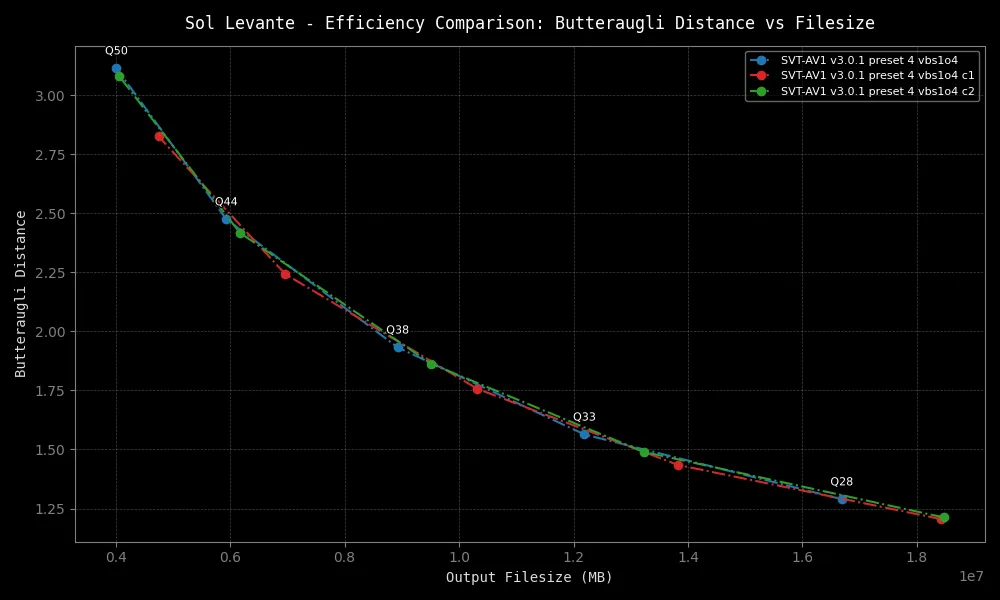 Sol Levante - Efficiency Comparison: Butteraugli Distance vs Filesize
SVT-AV1 v3.0.1 preset 4 vbs1o4
SVT-AV1 v3.0.1 preset 4 vbs1o4 c1
SVT-AV1 v3.0.1 preset 4 vbs1o4 c2
Q50
Q44
Q38
Q33
Q28
Butteraugli Distance
3.00
2.75
2.50
2.25
2.00
1.75
1.50
1.25
0.4 0.6 0.8 1.0 1.2 1.4 1.6 1.8
1e7
Output Filesize (MB)